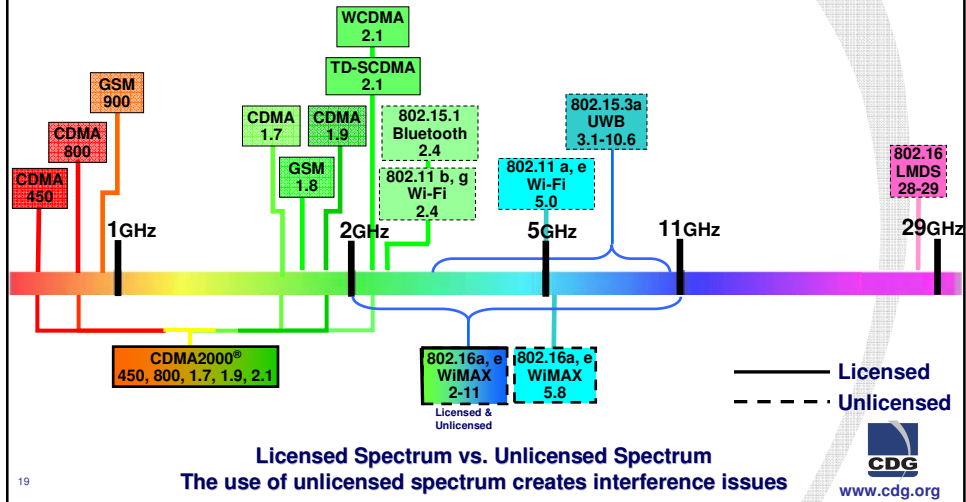 WCDMA
2.1
TD-SCDMA
2.1
GSM
900
CDMA
800
CDMA
450
CDMA
1.7
GSM
1.8
CDMA
1.9
802.15.1
Bluetooth
2.4
802.11 b, g
Wi-Fi
2.4
802.15.3a
UWB
3.1-10.6
802.11 a, e
Wi-Fi
5.0
802.16
LMDS
28-29
1GHz
2GHz
5GHz
11GHz
29GHz
CDMA2000®
450, 800, 1.7, 1.9, 2.1
802.16a, e
WiMAX
2-11
Licensed &
Unlicensed
802.16a, e
WiMAX
5.8
Licensed
Unlicensed
Licensed Spectrum vs. Unlicensed Spectrum
The use of unlicensed spectrum creates interference issues
19
CDG
www.cdg.org